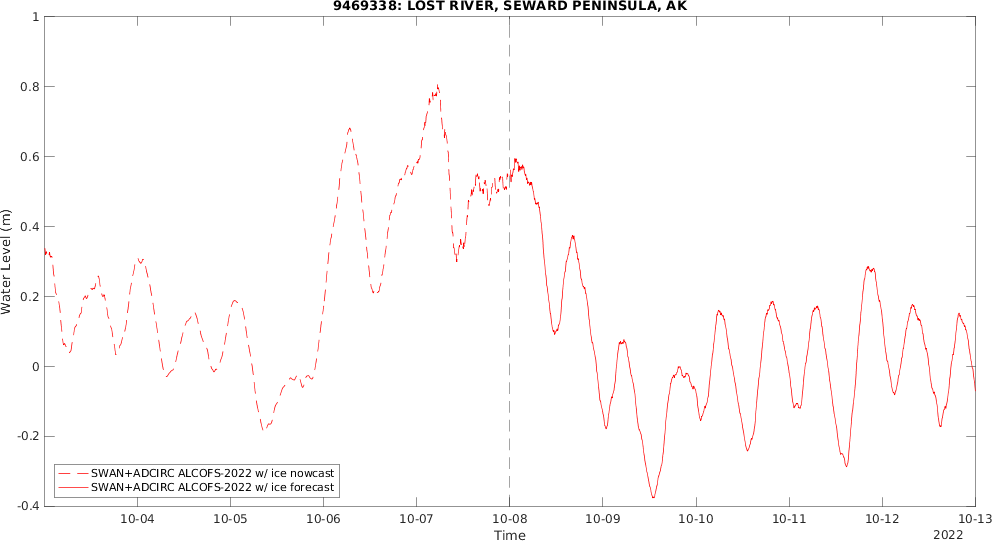 9469338: LOST RIVER, SEWARD PENINSULA, AK
1
0.8
0.6
0.4
0.2
0
-0.2
-0.4
Water Level (m)
SWAN+ADCIRC ALCOFS-2022 w/ ice nowcast
SWAN+ADCIRC ALCOFS-2022 w/ ice forecast
10-04 10-05 10-06 10-07 10-08 10-09 10-10 10-11 10-12 10-13
Time
2022